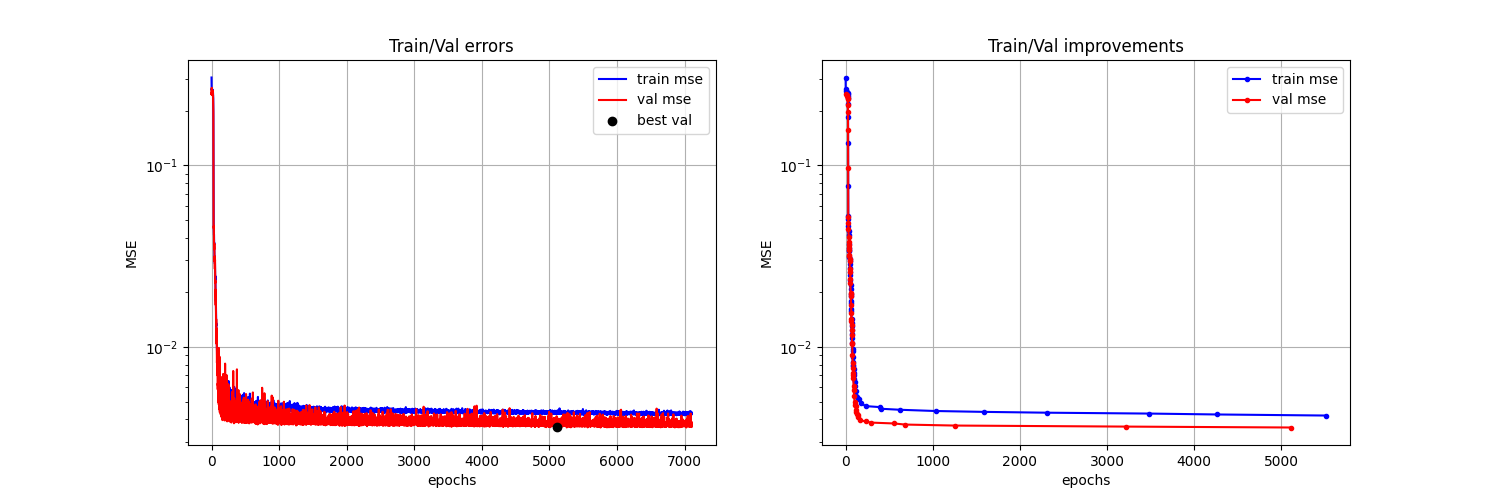 Train/Val errors
MSE
10⁻¹
10⁻²
train mse
val mse
best val
0 1000 2000 3000 4000 5000 6000 7000
epochs
Train/Val improvements
MSE
10⁻¹
10⁻²
train mse
val mse
0 1000 2000 3000 4000 5000
epochs